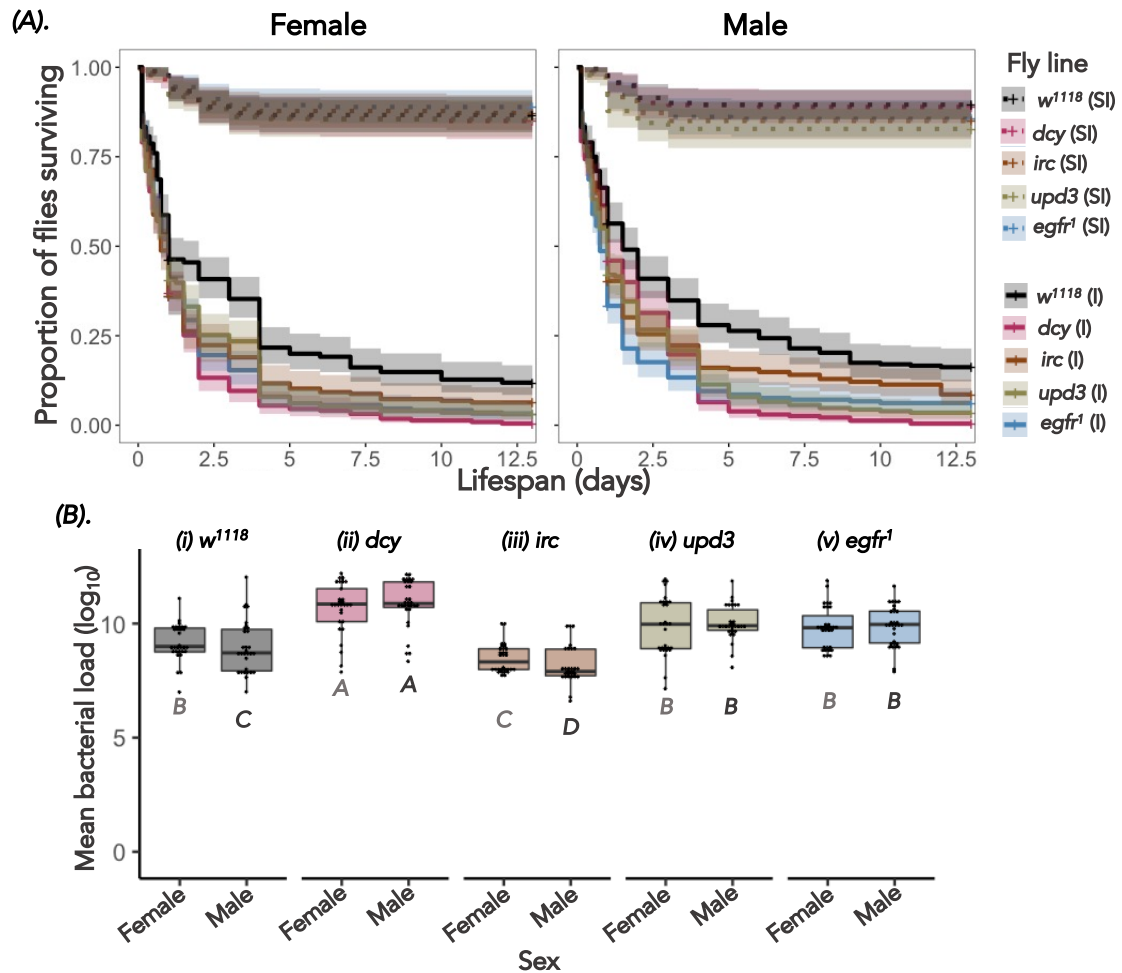 (A).
Female
Male
Proportion of flies surviving
1.00
0.75
0.50
0.25
0.00
0 2.5 5 7.5 10 12.5
0 2.5 5 7.5 10 12.5
Lifespan (days)
Fly line
w¹¹¹⁸ (SI)
dcy (SI)
irc (SI)
upd3 (SI)
egfr¹ (SI)
w¹¹¹⁸ (I)
dcy (I)
irc (I)
upd3 (I)
egfr¹ (I)
(B).
(i) w¹¹¹⁸
(ii) dcy
(iii) irc
(iv) upd3
(v) egfr¹
Mean bacterial load (log₁₀)
10
5
0
B C
A A
C D
B B
B B
Female Male
Female Male
Female Male
Female Male
Female Male
Sex